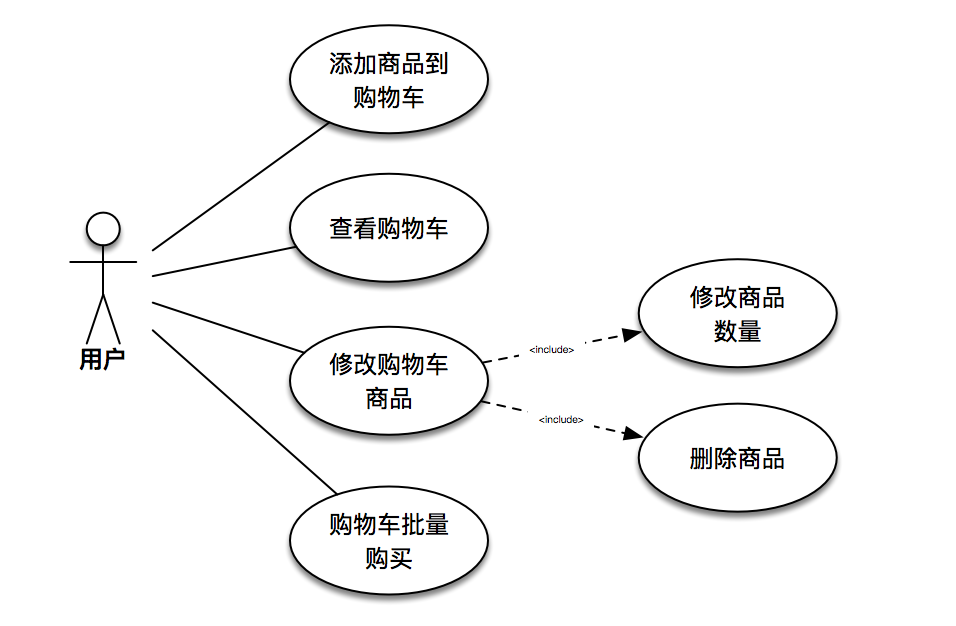 添加商品到
购物车
查看购物车
修改商品
数量
<include>
修改购物车
商品
<include>
用户
删除商品
购物车批量
购买